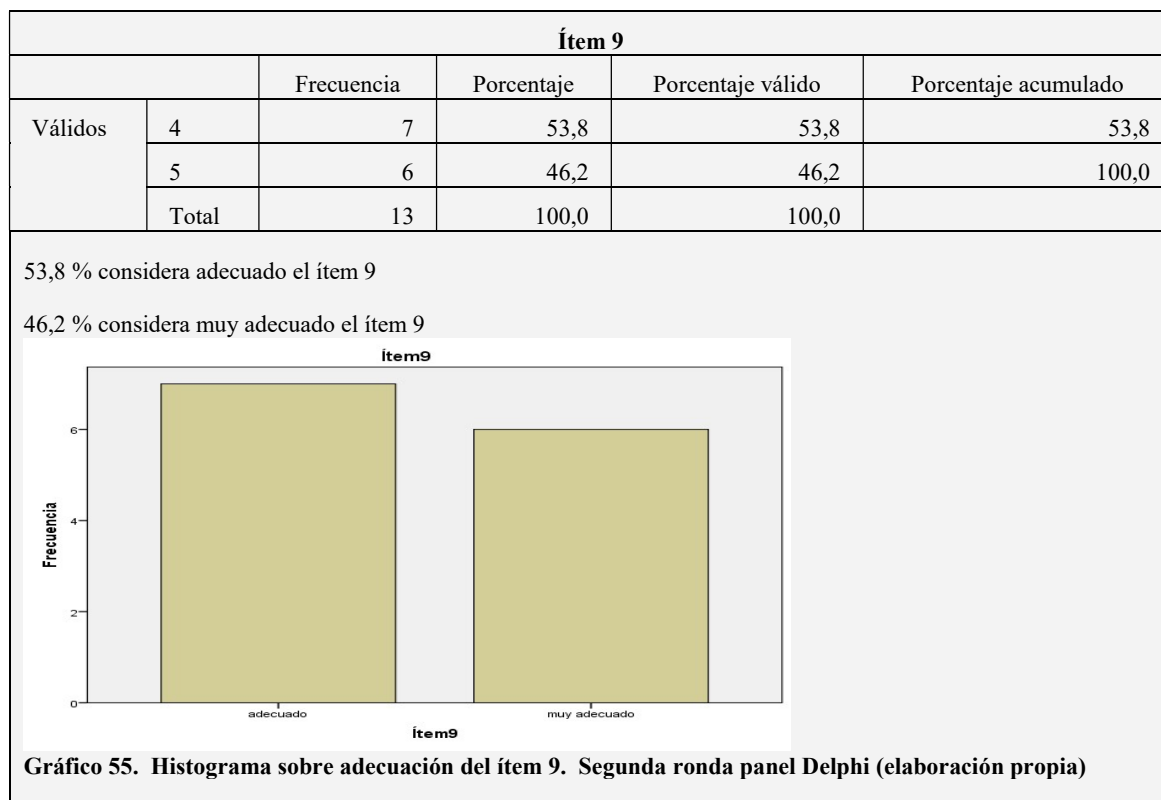 Ítem 9
Frecuencia Porcentaje Porcentaje válido Porcentaje acumulado
Válidos 4 7 53,8 53,8 53,8
5 6 46,2 46,2 100,0
Total 13 100,0 100,0
53,8 % considera adecuado el ítem 9
46,2 % considera muy adecuado el ítem 9
Ítem9
Frecuencia
6
4
2
0
adecuado muy adecuado
Ítem9
Gráfico 55. Histograma sobre adecuación del ítem 9. Segunda ronda panel Delphi (elaboración propia)